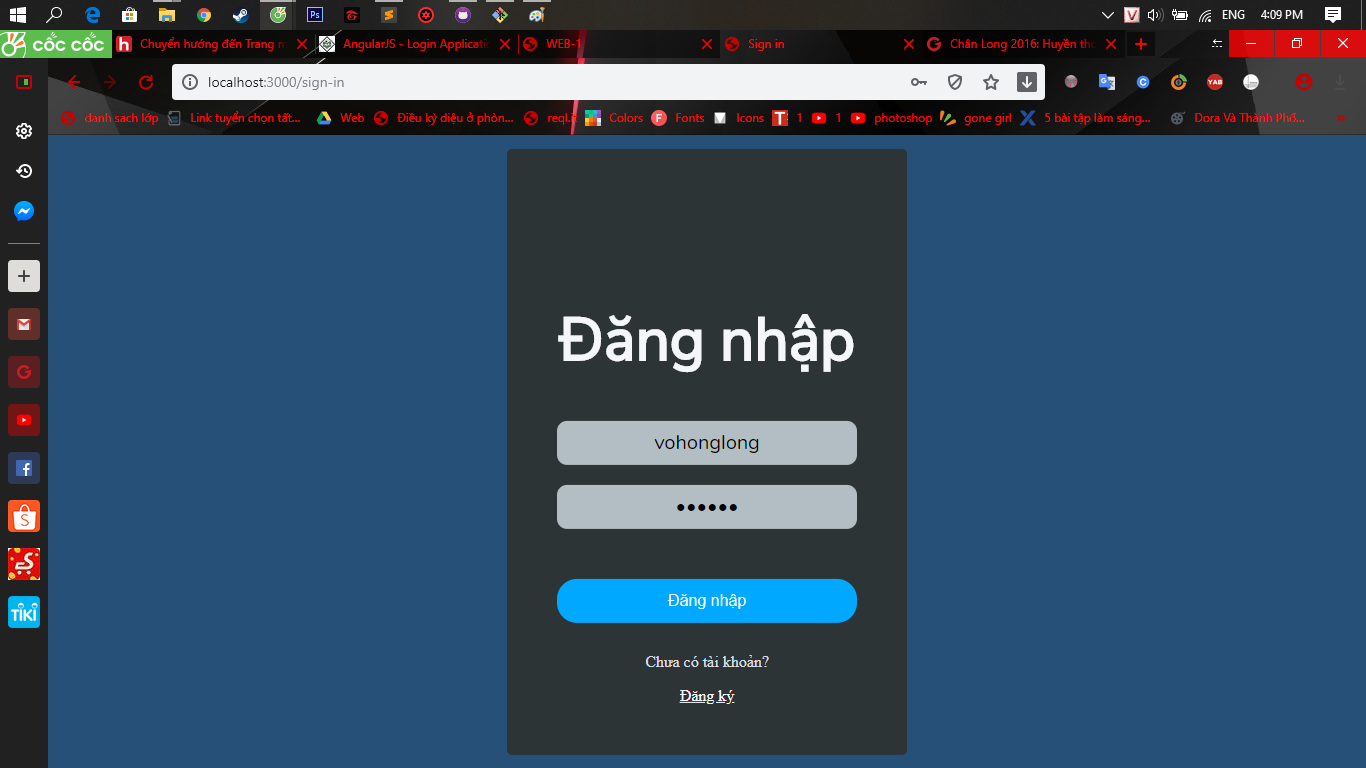 ENG 4:09 PM
cốc cốc Chuyển hướng đến Trang AngularJS - Login Applicati WEB-1 Sign in Chân Long 2016: Huyền
localhost:3000/sign-in
danh sach lớp Link tuyển chọn tất... Web Điều kỳ diệu ở phòn... reql.i Colors Fonts Icons 1 1 photoshop gone girl 5 bài tập làm sáng... Dora Và Thành Phố...
Đăng nhập
vohonglong
••••••
Đăng nhập
Chưa có tài khoản?
Đăng ký
TIKI